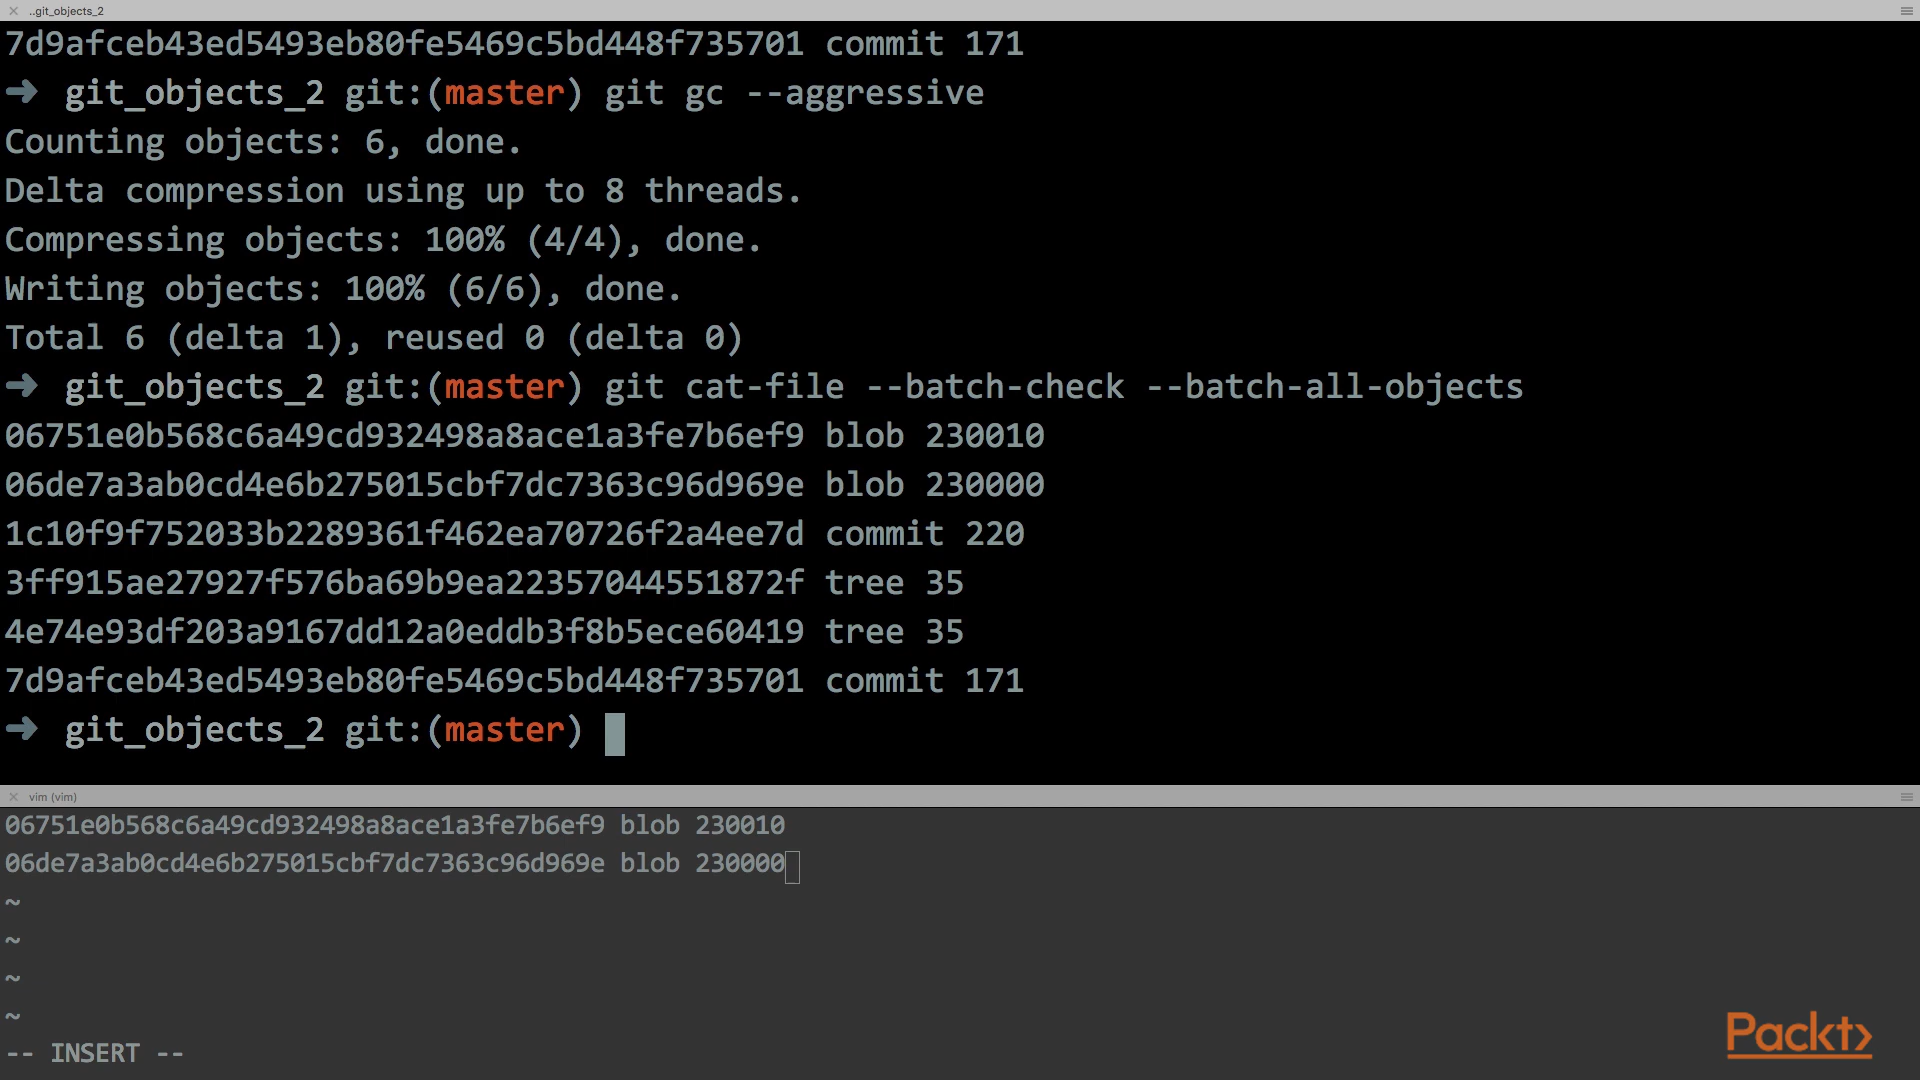 ..git_objects_2
7d9afceb43ed5493eb80fe5469c5bd448f735701 commit 171
➜ git_objects_2 git:(master) git gc --aggressive
Counting objects: 6, done.
Delta compression using up to 8 threads.
Compressing objects: 100% (4/4), done.
Writing objects: 100% (6/6), done.
Total 6 (delta 1), reused 0 (delta 0)
➜ git_objects_2 git:(master) git cat-file --batch-check --batch-all-objects
06751e0b568c6a49cd932498a8ace1a3fe7b6ef9 blob 230010
06de7a3ab0cd4e6b275015cbf7dc7363c96d969e blob 230000
1c10f9f752033b2289361f462ea70726f2a4ee7d commit 220
3ff915ae27927f576ba69b9ea22357044551872f tree 35
4e74e93df203a9167dd12a0eddb3f8b5ece60419 tree 35
7d9afceb43ed5493eb80fe5469c5bd448f735701 commit 171
➜ git_objects_2 git:(master)
vim (vim)
06751e0b568c6a49cd932498a8ace1a3fe7b6ef9 blob 230010
06de7a3ab0cd4e6b275015cbf7dc7363c96d969e blob 230000
~
~
~
~
-- INSERT --
Packt>